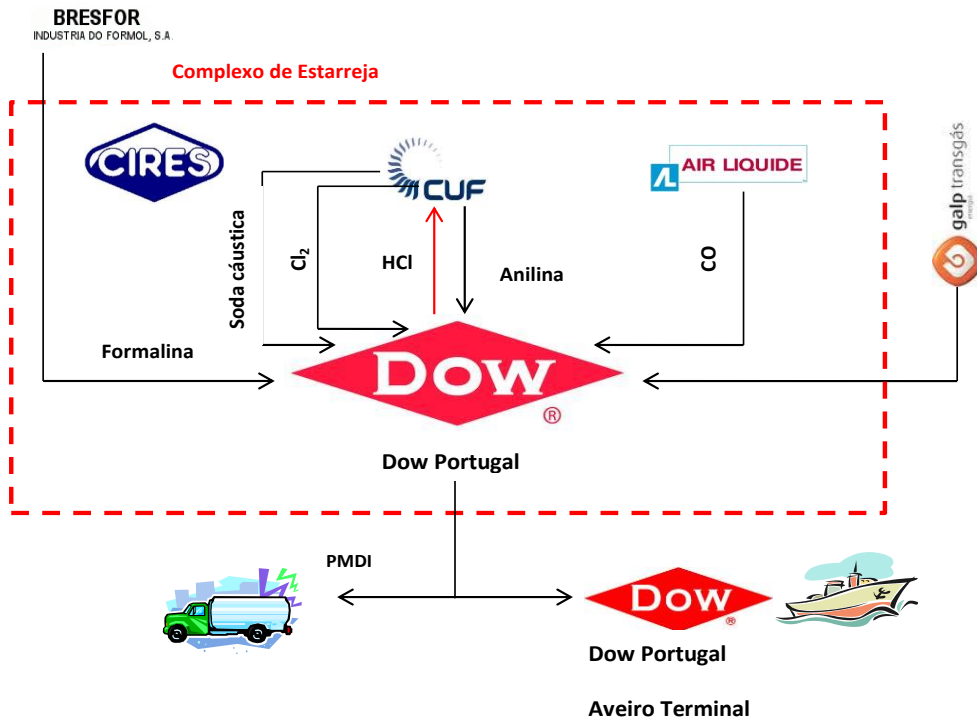 BRESFOR
INDUSTRIA DO FORMOL, S.A.
Complexo de Estarreja
CIRES
CUF
AIR LIQUIDE
AL
galp transgás
energia
Soda cáustica
Cl₂
HCl
Anilina
CO
Formalina
DOW
®
Dow Portugal
PMDI
DOW
®
Dow Portugal
Aveiro Terminal